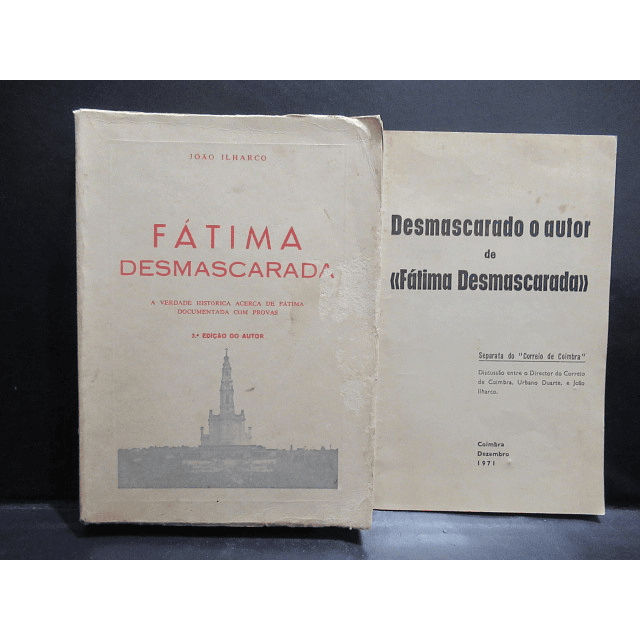 JOÃO ILHARCO
FÁTIMA
DESMASCARADA
A VERDADE HISTÓRICA ACERCA DE FÁTIMA
DOCUMENTADA COM PROVAS
3.ª EDIÇÃO DO AUTOR
Desmascarado o autor
de
«Fátima Desmascarada»
Separata do "Correio de Coimbra"
Discussão entre o Director do Correio
de Coimbra, Urbano Duarte, e João
Ilharco.
Coimbra
Dezembro
1971